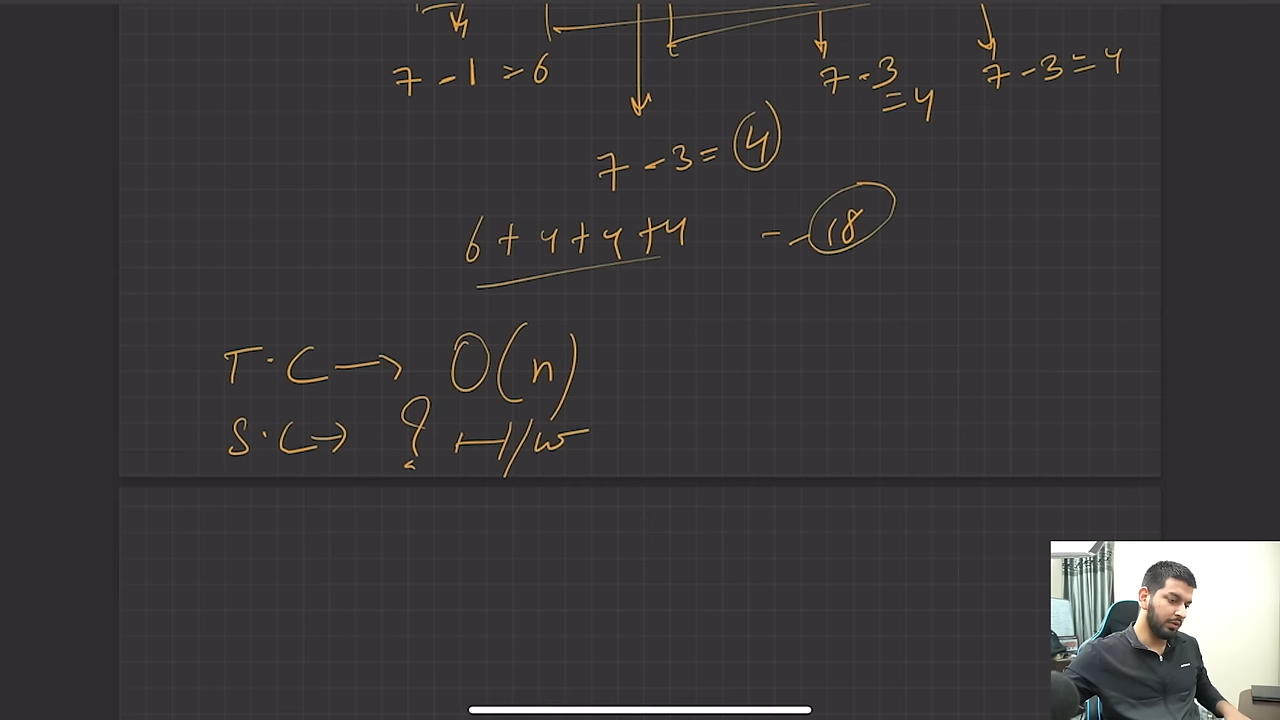 7 - 1 = 6
7 - 3 = 4
7 - 3 = 4
7 - 3 = 4
6 + 4 + 4 + 4 = 18
T.C → O(n)
S.C → ? H/w